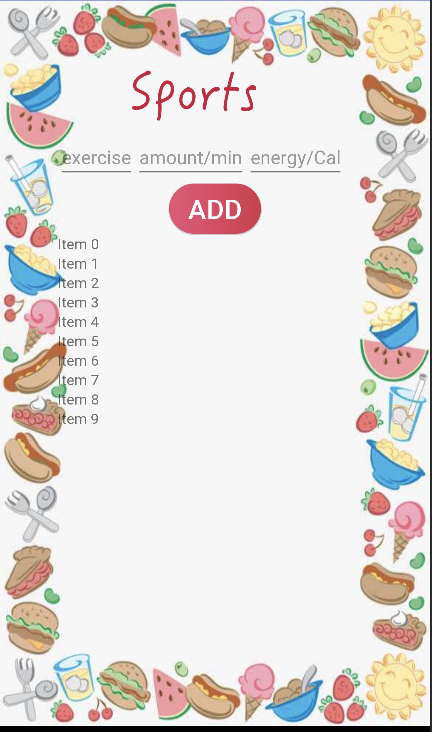 Sports
exercise amount/min energy/Cal
ADD
Item 0
Item 1
Item 2
Item 3
Item 4
Item 5
Item 6
Item 7
Item 8
Item 9